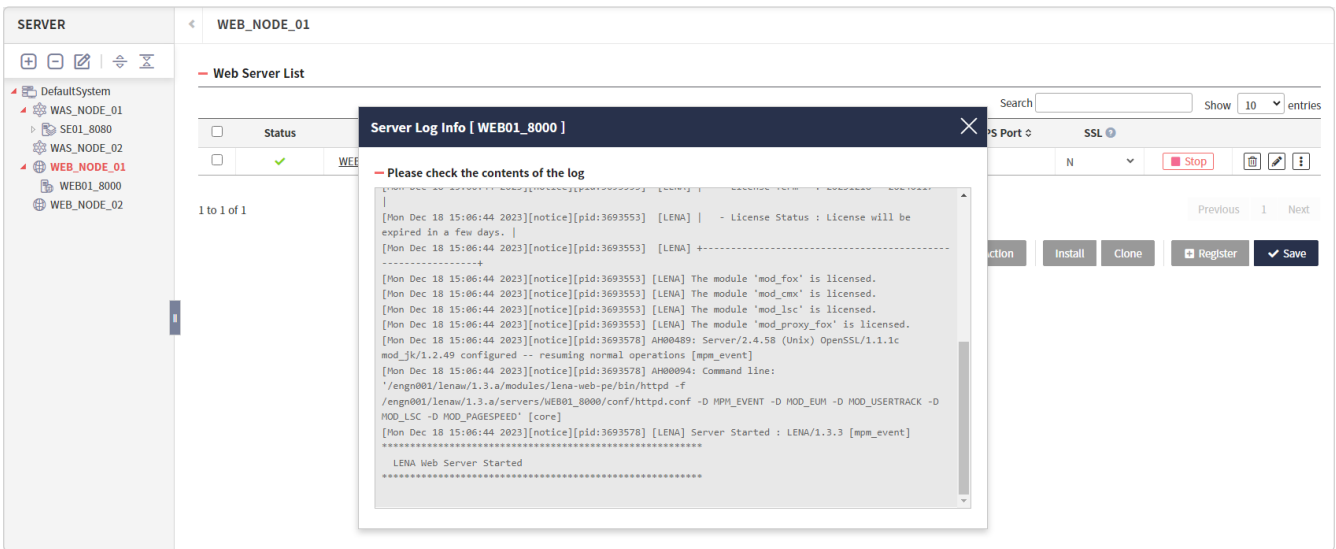 SERVER
WEB_NODE_01
DefaultSystem
WAS_NODE_01
SE01_8080
WAS_NODE_02
WEB_NODE_01
WEB01_8000
WEB_NODE_02
Web Server List
Search
Show 10 entries
Status
PS Port
SSL
WEB
N
Stop
1 to 1 of 1
Previous 1 Next
ction
Install
Clone
Register
Save
Server Log Info [ WEB01_8000 ]
Please check the contents of the log
|
[Mon Dec 18 15:06:44 2023][notice][pid:3693553] [LENA] | - License Status : License will be
expired in a few days. |
[Mon Dec 18 15:06:44 2023][notice][pid:3693553] [LENA] +--------------------------------------------
-----------------+
[Mon Dec 18 15:06:44 2023][notice][pid:3693553] [LENA] The module 'mod_fox' is licensed.
[Mon Dec 18 15:06:44 2023][notice][pid:3693553] [LENA] The module 'mod_cmx' is licensed.
[Mon Dec 18 15:06:44 2023][notice][pid:3693553] [LENA] The module 'mod_lsc' is licensed.
[Mon Dec 18 15:06:44 2023][notice][pid:3693553] [LENA] The module 'mod_proxy_fox' is licensed.
[Mon Dec 18 15:06:44 2023][notice][pid:3693578] AH00489: Server/2.4.58 (Unix) OpenSSL/1.1.1c
mod_jk/1.2.49 configured -- resuming normal operations [mpm_event]
[Mon Dec 18 15:06:44 2023][notice][pid:3693578] AH00094: Command line:
'/engn001/lenaw/1.3.a/modules/lena-web-pe/bin/httpd -f
/engn001/lenaw/1.3.a/servers/WEB01_8000/conf/httpd.conf -D MPM_EVENT -D MOD_EUM -D MOD_USERTRACK -D
MOD_LSC -D MOD_PAGESPEED' [core]
[Mon Dec 18 15:06:44 2023][notice][pid:3693578] [LENA] Server Started : LENA/1.3.3 [mpm_event]
*********************************************************
LENA Web Server Started
*********************************************************